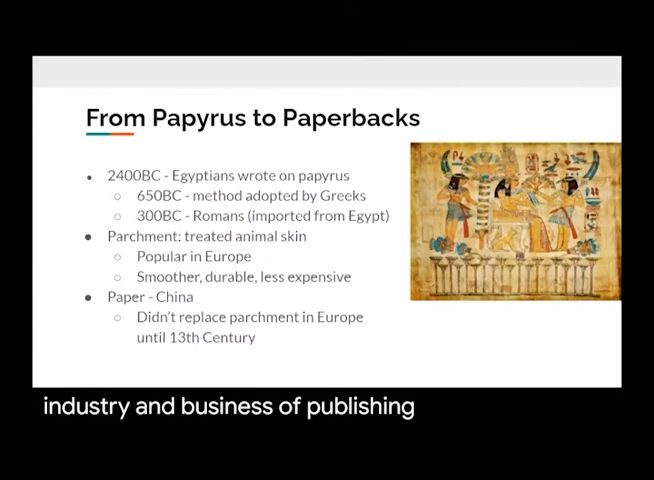 From Papyrus to Paperbacks
● 2400BC - Egyptians wrote on papyrus
○ 650BC - method adopted by Greeks
○ 300BC - Romans (imported from Egypt)
● Parchment: treated animal skin
○ Popular in Europe
○ Smoother, durable, less expensive
● Paper - China
○ Didn't replace parchment in Europe
until 13th Century
industry and business of publishing